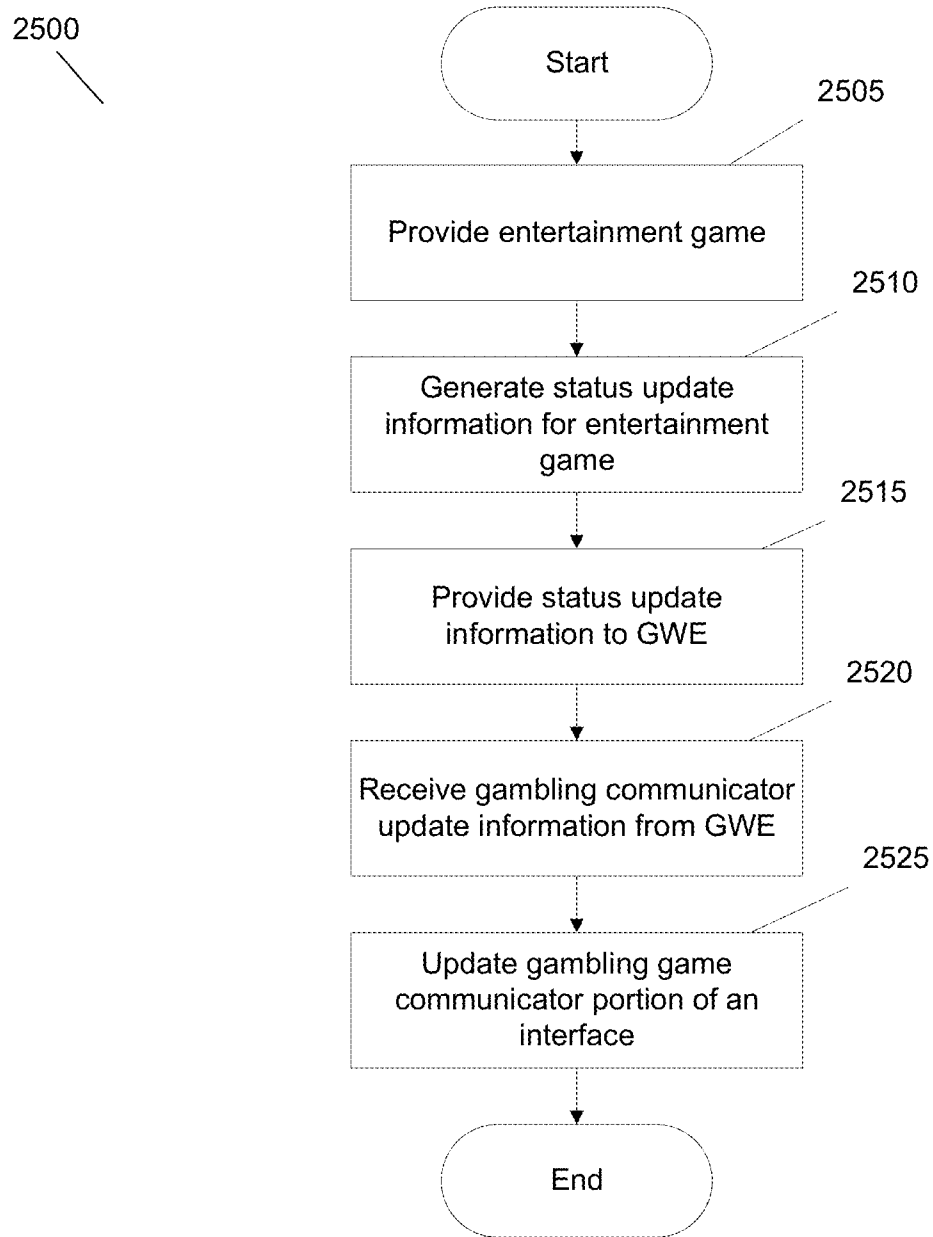 2500
Start
2505
Provide entertainment game
2510
Generate status update
information for entertainment
game
2515
Provide status update
information to GWE
2520
Receive gambling communicator
update information from GWE
2525
Update gambling game
communicator portion of an
interface
End